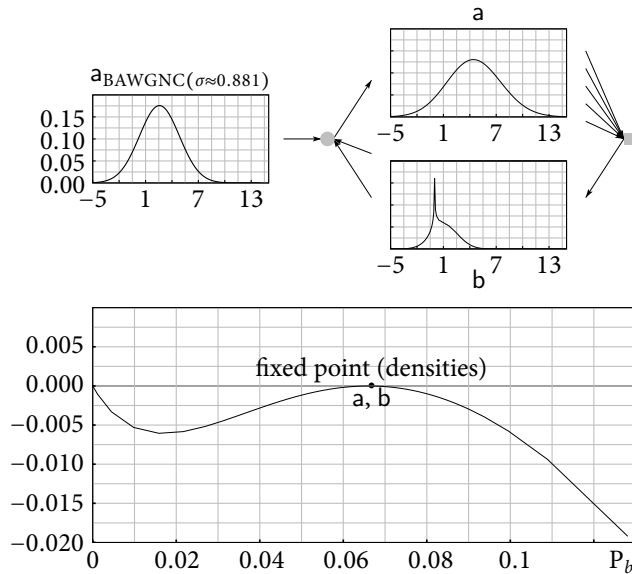 a
a_BAWGNC(σ≈0.881)
0.15
0.10
0.05
0.00
−5 1 7 13
−5 1 7 13
−5 1 7 13
b
0.005
0.000
−0.005
−0.010
−0.015
−0.020
fixed point (densities)
a, b
0 0.02 0.04 0.06 0.08 0.1 P_b